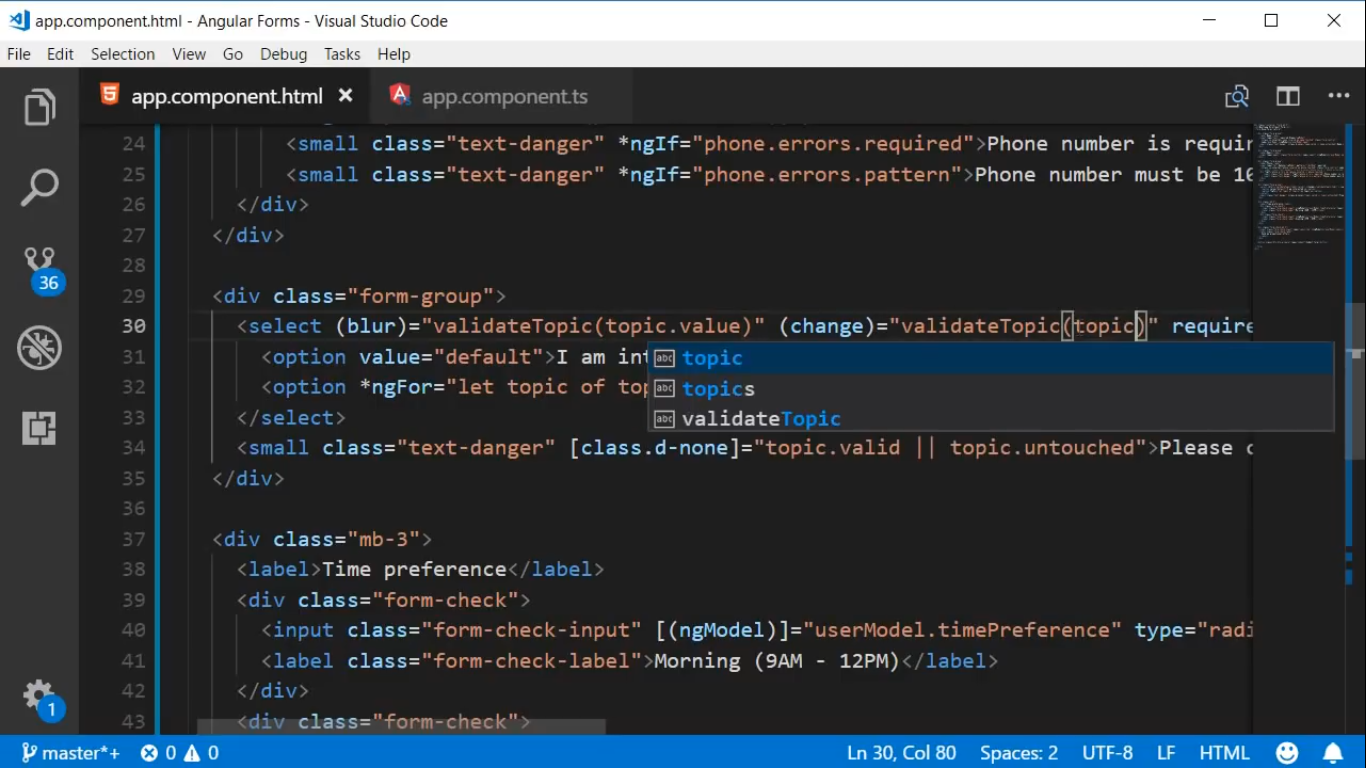 app.component.html - Angular Forms - Visual Studio Code
File Edit Selection View Go Debug Tasks Help
app.component.html app.component.ts
24 <small class="text-danger" *ngIf="phone.errors.required">Phone number is requir
25 <small class="text-danger" *ngIf="phone.errors.pattern">Phone number must be 10
26 </div>
27 </div>
28
29 <div class="form-group">
30 <select (blur)="validateTopic(topic.value)" (change)="validateTopic(topic)" require
31 <option value="default">I am int
32 <option *ngFor="let topic of top
33 </select>
34 <small class="text-danger" [class.d-none]="topic.valid || topic.untouched">Please c
35 </div>
36
37 <div class="mb-3">
38 <label>Time preference</label>
39 <div class="form-check">
40 <input class="form-check-input" [(ngModel)]="userModel.timePreference" type="radi
41 <label class="form-check-label">Morning (9AM - 12PM)</label>
42 </div>
43 <div class="form-check">
abc topic
abc topics
abc validateTopic
36
1
master*+ 0 0 Ln 30, Col 80 Spaces: 2 UTF-8 LF HTML